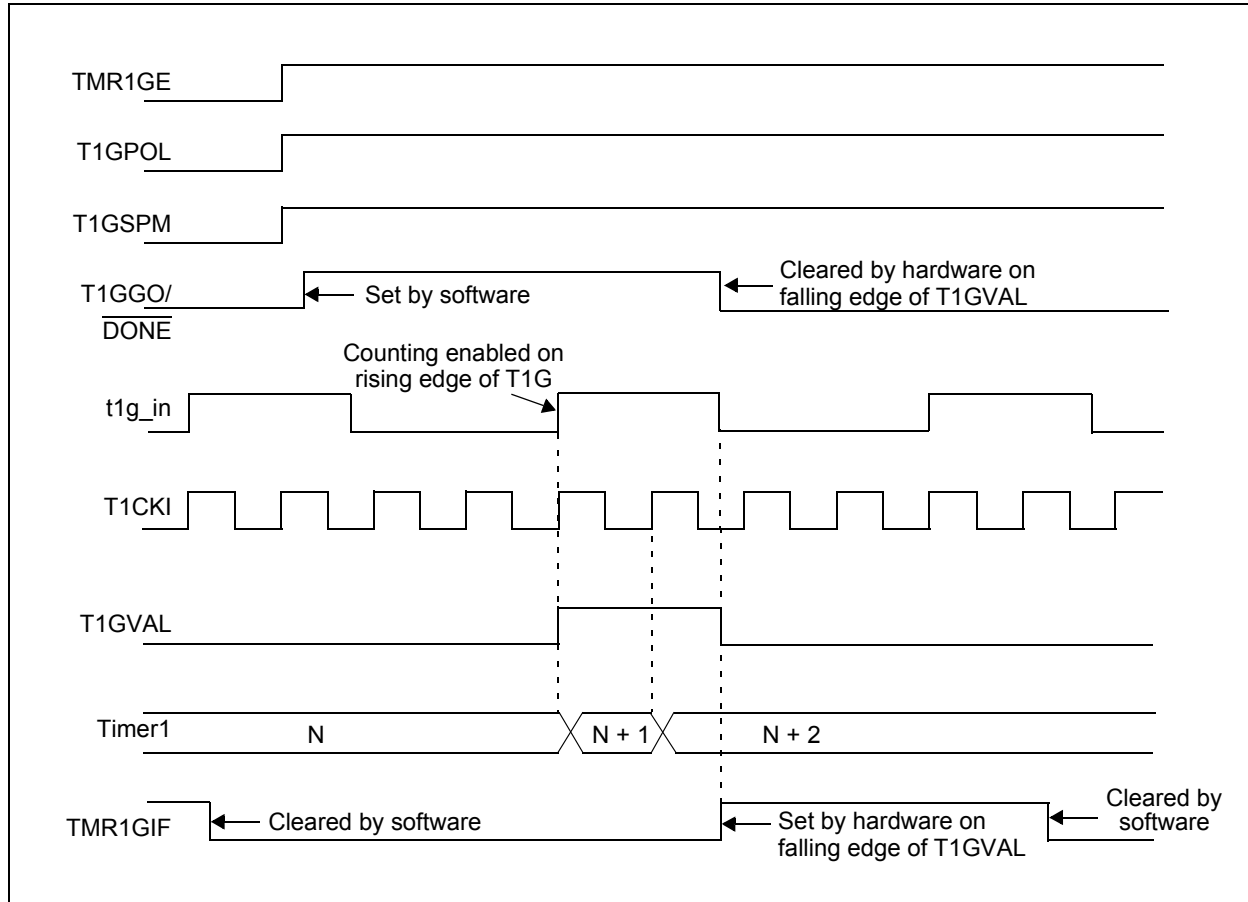 TMR1GE
T1GPOL
T1GSPM
T1GGO/
DONE
Set by software
Cleared by hardware on
falling edge of T1GVAL
Counting enabled on
rising edge of T1G
t1g_in
T1CKI
T1GVAL
Timer1
N
N + 1
N + 2
TMR1GIF
Cleared by software
Set by hardware on
falling edge of T1GVAL
Cleared by
software